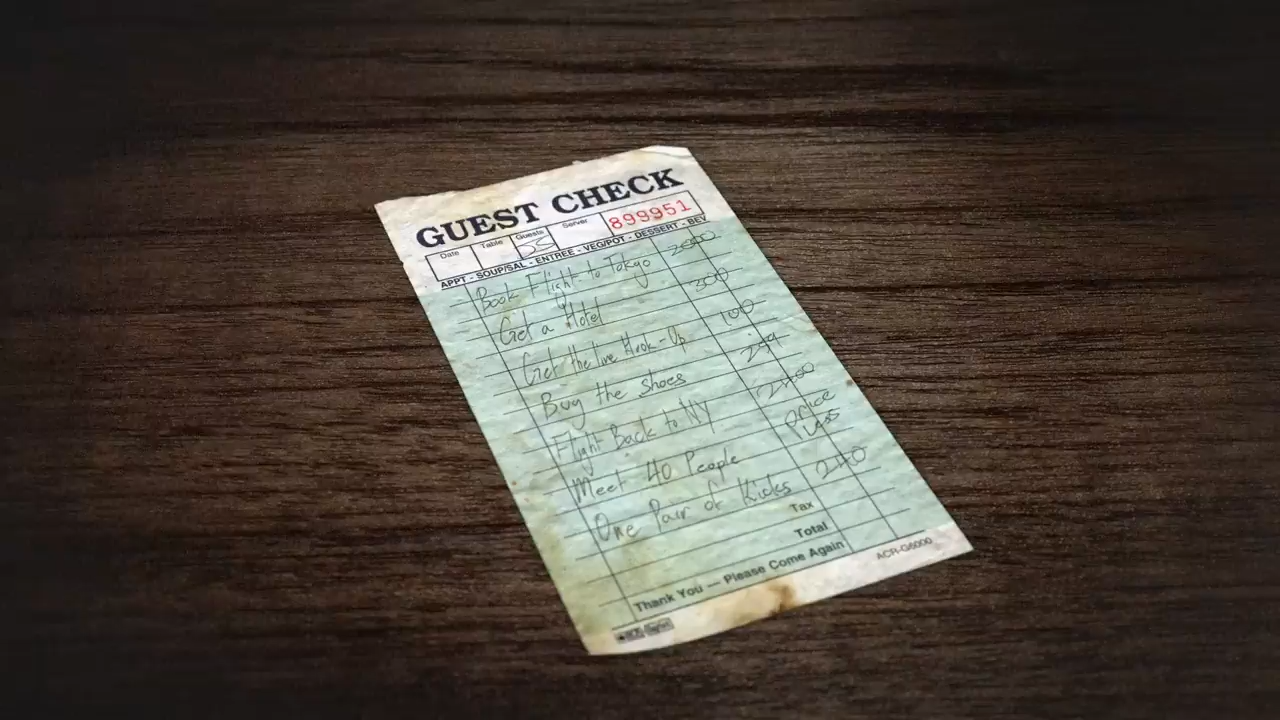 GUEST CHECK
Date Table Guests Server 899951
APPT - SOUP/SAL - ENTREE - VEG/POT - DESSERT - BEV
Book Flight to Tokyo
Get a Hotel 300
Get the live Hook-Up 100
Buy the shoes
Flight Back to NY
Meet 40 People Price Less
One Pair of Kicks 240
Tax
Total
Thank You — Please Come Again ACR-G6000